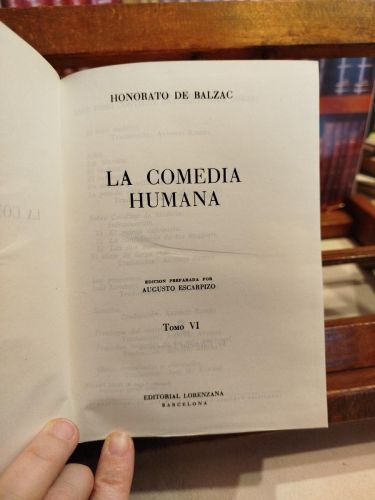 HONORATO DE BALZAC
LA COMEDIA
HUMANA
EDICION PREPARADA POR
AUGUSTO ESCARPIZO
TOMO VI
EDITORIAL LORENZANA
BARCELONA